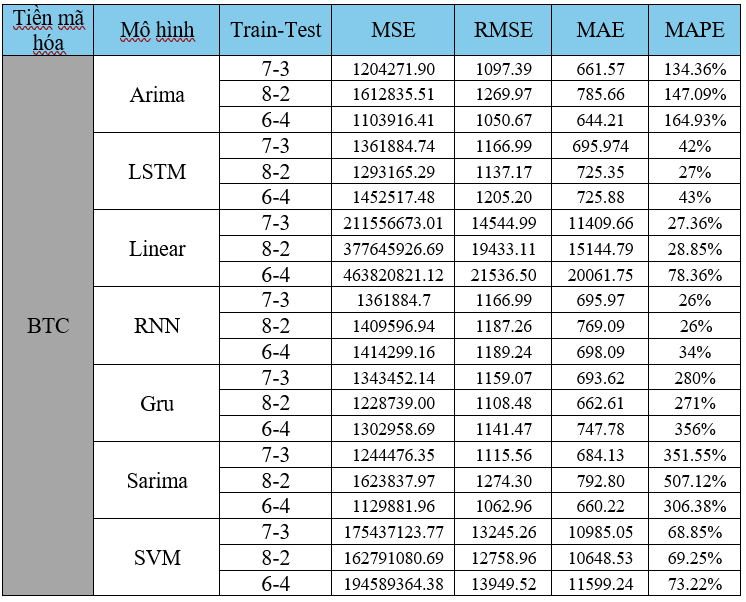 Tiền mã hóa Mô hình Train-Test MSE RMSE MAE MAPE
BTC
Arima
7-3 1204271.90 1097.39 661.57 134.36%
8-2 1612835.51 1269.97 785.66 147.09%
6-4 1103916.41 1050.67 644.21 164.93%
LSTM
7-3 1361884.74 1166.99 695.974 42%
8-2 1293165.29 1137.17 725.35 27%
6-4 1452517.48 1205.20 725.88 43%
Linear
7-3 211556673.01 14544.99 11409.66 27.36%
8-2 377645926.69 19433.11 15144.79 28.85%
6-4 463820821.12 21536.50 20061.75 78.36%
RNN
7-3 1361884.7 1166.99 695.97 26%
8-2 1409596.94 1187.26 769.09 26%
6-4 1414299.16 1189.24 698.09 34%
Gru
7-3 1343452.14 1159.07 693.62 280%
8-2 1228739.00 1108.48 662.61 271%
6-4 1302958.69 1141.47 747.78 356%
Sarima
7-3 1244476.35 1115.56 684.13 351.55%
8-2 1623837.97 1274.30 792.80 507.12%
6-4 1129881.96 1062.96 660.22 306.38%
SVM
7-3 175437123.77 13245.26 10985.05 68.85%
8-2 162791080.69 12758.96 10648.53 69.25%
6-4 194589364.38 13949.52 11599.24 73.22%